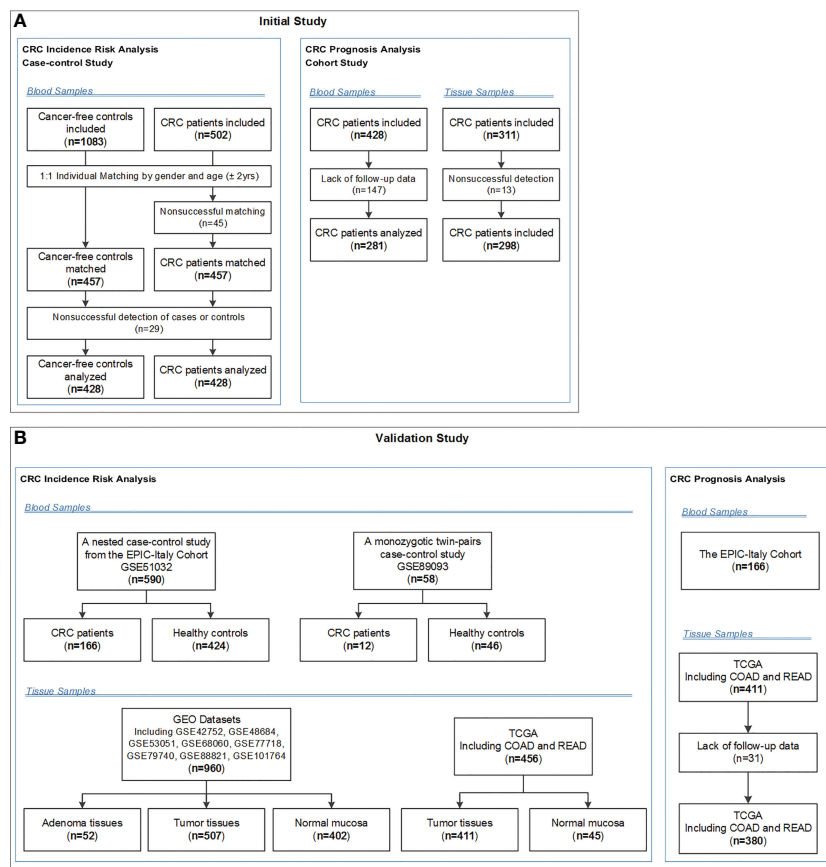 A
Initial Study
CRC Incidence Risk Analysis
Case-control Study
Blood Samples
Cancer-free controls
included
(n=1083)
CRC patients included
(n=502)
1:1 Individual Matching by gender and age (± 2yrs)
Nonsuccessful matching
(n=45)
Cancer-free controls
matched
(n=457)
CRC patients matched
(n=457)
Nonsuccessful detection of cases or controls
(n=29)
Cancer-free controls
analyzed
(n=428)
CRC patients analyzed
(n=428)
CRC Prognosis Analysis
Cohort Study
Blood Samples
CRC patients included
(n=428)
Lack of follow-up data
(n=147)
CRC patients analyzed
(n=281)
Tissue Samples
CRC patients included
(n=311)
Nonsuccessful detection
(n=13)
CRC patients included
(n=298)
B
Validation Study
CRC Incidence Risk Analysis
Blood Samples
A nested case-control study
from the EPIC-Italy Cohort
GSE51032
(n=590)
CRC patients
(n=166)
Healthy controls
(n=424)
A monozygotic twin-pairs
case-control study
GSE89093
(n=58)
CRC patients
(n=12)
Healthy controls
(n=46)
Tissue Samples
GEO Datasets
Including GSE42752, GSE48684,
GSE53051, GSE68060, GSE77718,
GSE79740, GSE88821, GSE101764
(n=960)
Adenoma tissues
(n=52)
Tumor tissues
(n=507)
Normal mucosa
(n=402)
TCGA
Including COAD and READ
(n=456)
Tumor tissues
(n=411)
Normal mucosa
(n=45)
CRC Prognosis Analysis
Blood Samples
The EPIC-Italy Cohort
(n=166)
Tissue Samples
TCGA
Including COAD and READ
(n=411)
Lack of follow-up data
(n=31)
TCGA
Including COAD and READ
(n=380)